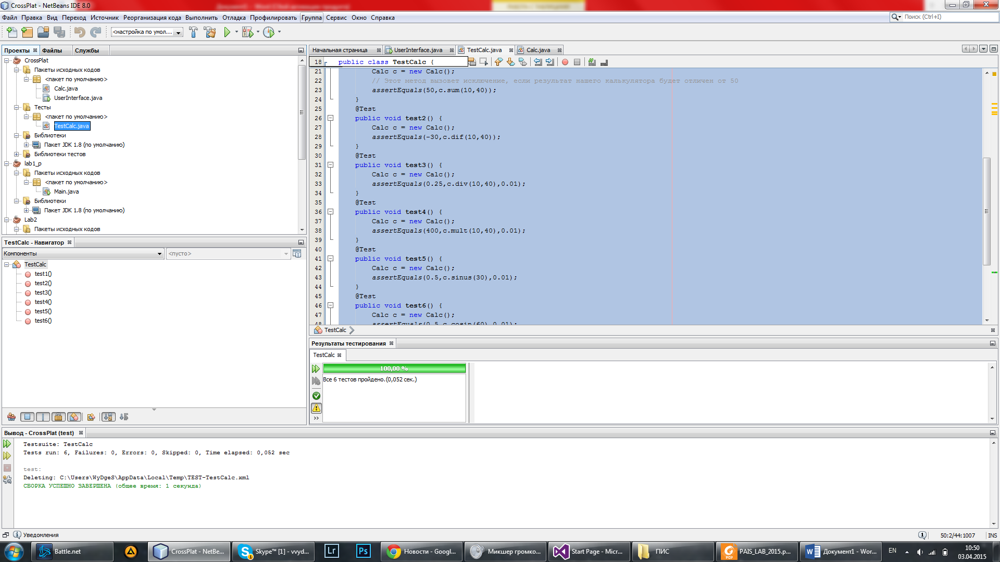 CrossPlat - NetBeans IDE 8.0
Файл Правка Вид Переход Источник Реорганизация кода Выполнить Отладка Профилировать Группа Сервис Окно Справка
Поиск (Ctrl+I)
<настройка по умол...
Проекты Файлы Службы
CrossPlat
Пакеты исходных кодов
<пакет по умолчанию>
Calc.java
UserInterface.java
Тесты
<пакет по умолчанию>
TestCalc.java
Библиотеки
Пакет JDK 1.8 (по умолчанию)
Библиотеки тестов
lab1_p
Пакеты исходных кодов
<пакет по умолчанию>
Main.java
Библиотеки
Пакет JDK 1.8 (по умолчанию)
Lab2
Пакеты исходных кодов
TestCalc - Навигатор
Компоненты <пусто>
TestCalc
test1()
test2()
test3()
test4()
test5()
test6()
Начальная страница UserInterface.java TestCalc.java Calc.java
18 public class TestCalc {
21 Calc c = new Calc();
22 // Этот метод вызовет исключение, если результат нашего калькулятора будет отличен от 50
23 assertEquals(50,c.sum(10,40));
24 }
25 @Test
26 public void test2() {
27 Calc c = new Calc();
28 assertEquals(-30,c.dif(10,40));
29 }
30 @Test
31 public void test3() {
32 Calc c = new Calc();
33 assertEquals(0.25,c.div(10,40),0.01);
34 }
35 @Test
36 public void test4() {
37 Calc c = new Calc();
38 assertEquals(400,c.mult(10,40),0.01);
39 }
40 @Test
41 public void test5() {
42 Calc c = new Calc();
43 assertEquals(0.5,c.sinus(30),0.01);
44 }
45 @Test
46 public void test6() {
47 Calc c = new Calc();
48 assertEquals(0.5,c.cosin(60),0.01);
TestCalc
Результаты тестирования
TestCalc
100,00 %
Все 6 тестов пройдено.(0,052 сек.)
Вывод - CrossPlat (test)
Testsuite: TestCalc
Tests run: 6, Failures: 0, Errors: 0, Skipped: 0, Time elapsed: 0,052 sec
test:
Deleting: C:\Users\WyDgeS\AppData\Local\Temp\TEST-TestCalc.xml
СБОРКА УСПЕШНО ЗАВЕРШЕНА (общее время: 1 секунда)
Уведомления
1 50:2/44:1007 INS
Battle.net CrossPlat - NetBe... Skype™ [1] - vvyd... Lr Ps Новости - Googl... Микшер громко... Start Page - Micr... ПИС PAIS_LAB_2015.p... Документ1 - Wor... EN
10:50
03.04.2015